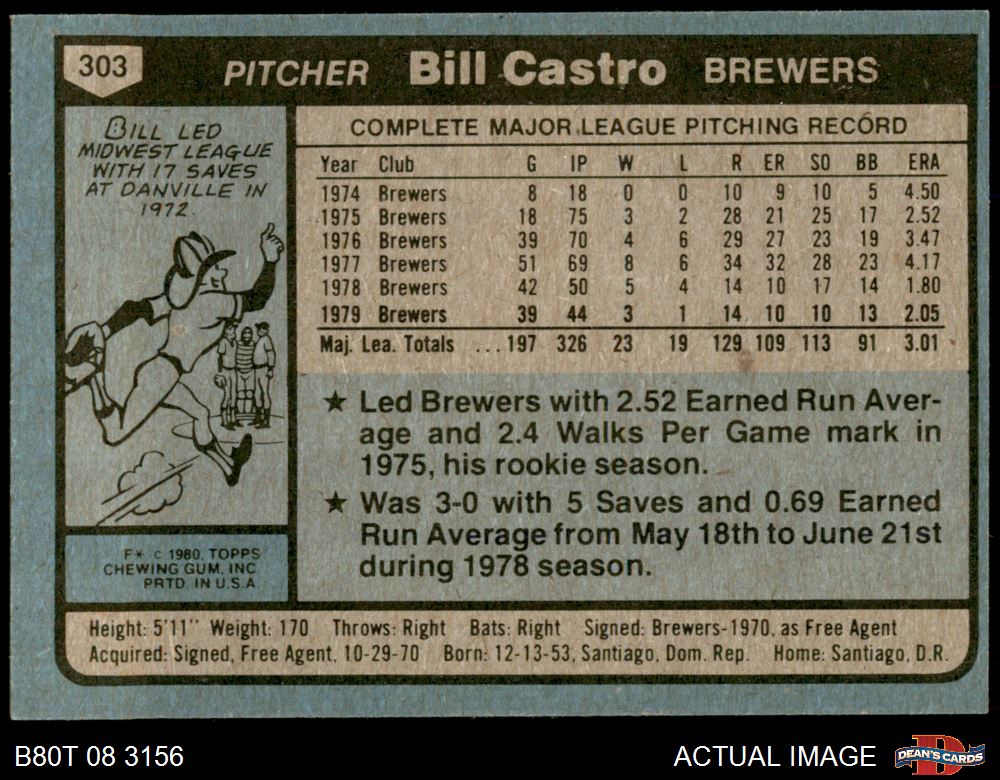 303 PITCHER Bill Castro BREWERS
BILL LED
MIDWEST LEAGUE
WITH 17 SAVES
AT DANVILLE IN
1972.
COMPLETE MAJOR LEAGUE PITCHING RECORD
Year Club G IP W L R ER SO BB ERA
1974 Brewers 8 18 0 0 10 9 10 5 4.50
1975 Brewers 18 75 3 2 28 21 25 17 2.52
1976 Brewers 39 70 4 6 29 27 23 19 3.47
1977 Brewers 51 69 8 6 34 32 28 23 4.17
1978 Brewers 42 50 5 4 14 10 17 14 1.80
1979 Brewers 39 44 3 1 14 10 10 13 2.05
Maj. Lea. Totals ...197 326 23 19 129 109 113 91 3.01
★ Led Brewers with 2.52 Earned Run Aver-
age and 2.4 Walks Per Game mark in
1975, his rookie season.
★ Was 3-0 with 5 Saves and 0.69 Earned
Run Average from May 18th to June 21st
during 1978 season.
F* © 1980, TOPPS
CHEWING GUM, INC
PRTD. IN U.S.A.
Height: 5'11" Weight: 170 Throws: Right Bats: Right Signed: Brewers-1970, as Free Agent
Acquired: Signed, Free Agent, 10-29-70 Born: 12-13-53, Santiago, Dom. Rep. Home: Santiago, D.R.
B80T 08 3156 ACTUAL IMAGE DEAN'S CARDS